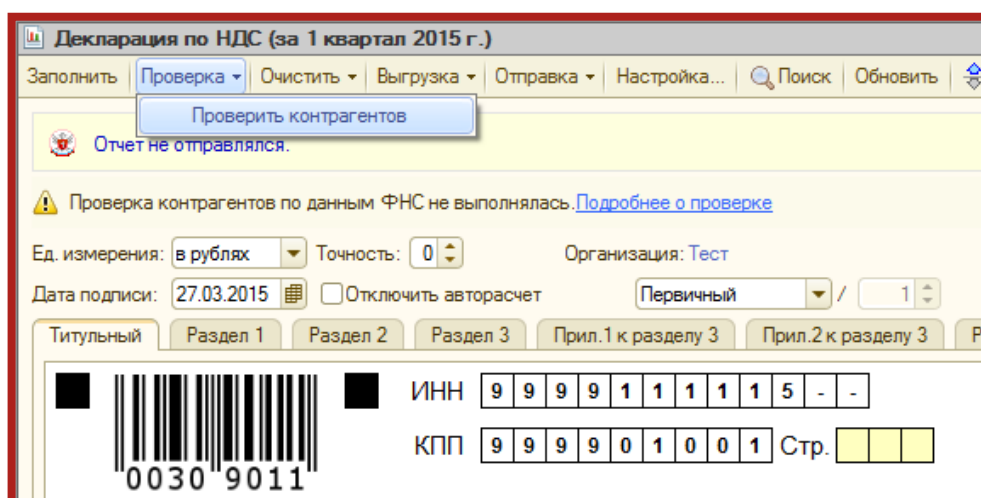 Декларация по НДС (за 1 квартал 2015 г.)
Заполнить Проверка Очистить Выгрузка Отправка Настройка... Поиск Обновить
Проверить контрагентов
Отчет не отправлялся.
Проверка контрагентов по данным ФНС не выполнялась. Подробнее о проверке
Ед. измерения: в рублях Точность: 0 Организация: Тест
Дата подписи: 27.03.2015 Отключить авторасчет Первичный / 1
Титульный Раздел 1 Раздел 2 Раздел 3 Прил.1 к разделу 3 Прил.2 к разделу 3 Р
ИНН 9 9 9 9 1 1 1 1 1 5 - -
КПП 9 9 9 9 0 1 0 0 1 Стр.
0030 9011